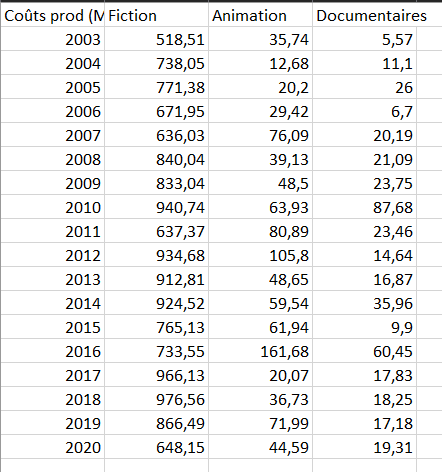 Coûts prod (M Fiction Animation Documentaires
2003 518,51 35,74 5,57
2004 738,05 12,68 11,1
2005 771,38 20,2 26
2006 671,95 29,42 6,7
2007 636,03 76,09 20,19
2008 840,04 39,13 21,09
2009 833,04 48,5 23,75
2010 940,74 63,93 87,68
2011 637,37 80,89 23,46
2012 934,68 105,8 14,64
2013 912,81 48,65 16,87
2014 924,52 59,54 35,96
2015 765,13 61,94 9,9
2016 733,55 161,68 60,45
2017 966,13 20,07 17,83
2018 976,56 36,73 18,25
2019 866,49 71,99 17,18
2020 648,15 44,59 19,31